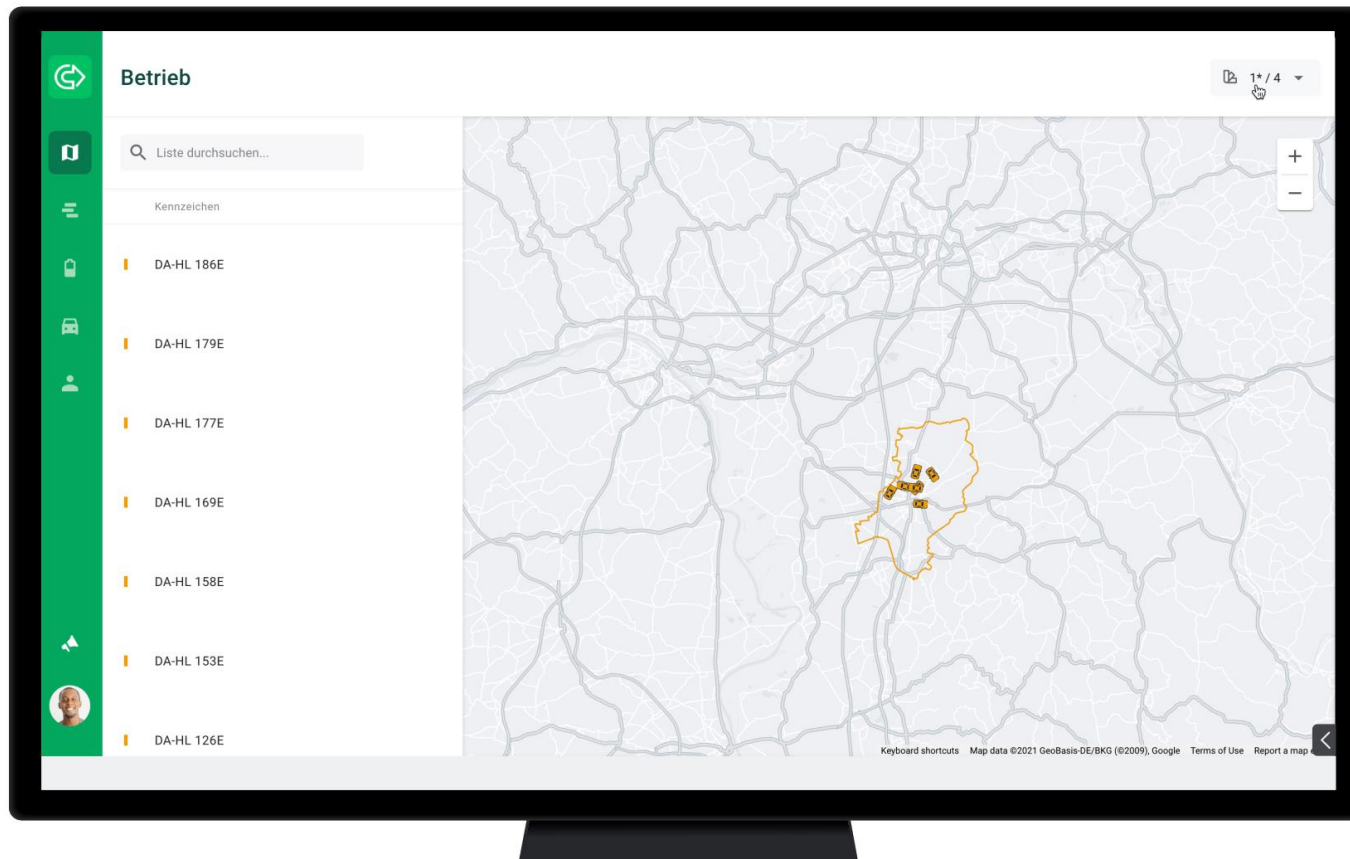 Betrieb
1* / 4
Liste durchsuchen...
Kennzeichen
DA-HL 186E
DA-HL 179E
DA-HL 177E
DA-HL 169E
DA-HL 158E
DA-HL 153E
DA-HL 126E
Keyboard shortcuts Map data ©2021 GeoBasis-DE/BKG (©2009), Google Terms of Use Report a map